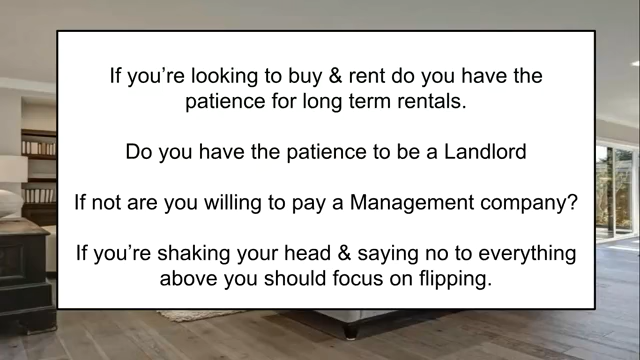 If you’re looking to buy & rent do you have the
patience for long term rentals.
Do you have the patience to be a Landlord
If not are you willing to pay a Management company?
If you’re shaking your head & saying no to everything
above you should focus on flipping.